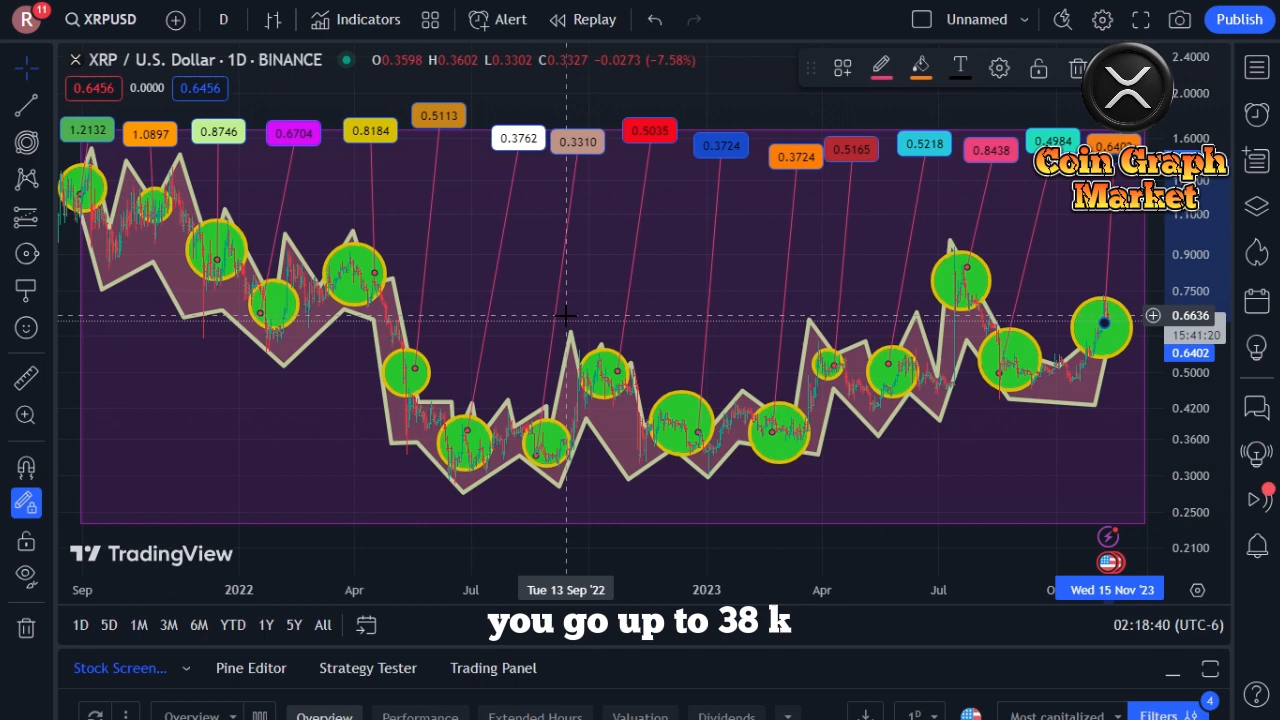 R 11 XRPUSD D Indicators Alert Replay Unnamed Publish
XRP / U.S. Dollar · 1D · BINANCE O0.3598 H0.3602 L0.3302 C0.3327 −0.0273 (−7.58%)
0.6456 0.0000 0.6456
T
2.4000
2.0000
1.6000
1.1000
0.9000
0.7500
0.6636
15:41:20
0.6402
0.5000
0.4200
0.3600
0.3000
0.2500
0.2100
1.2132 1.0897 0.8746 0.6704 0.8184 0.5113 0.3762 0.3310 0.5035 0.3724 0.3724 0.5165 0.5218 0.8438 0.4984
Coin Graph
Market
TradingView
Sep 2022 Apr Jul Tue 13 Sep '22 2023 Apr Jul Wed 15 Nov '23
you go up to 38 k
1D 5D 1M 3M 6M YTD 1Y 5Y All 02:18:40 (UTC-6)
Stock Screen... Pine Editor Strategy Tester Trading Panel
4
Overview Overview Performance Extended Hours Valuation Dividends 1D Most capitalized Filters